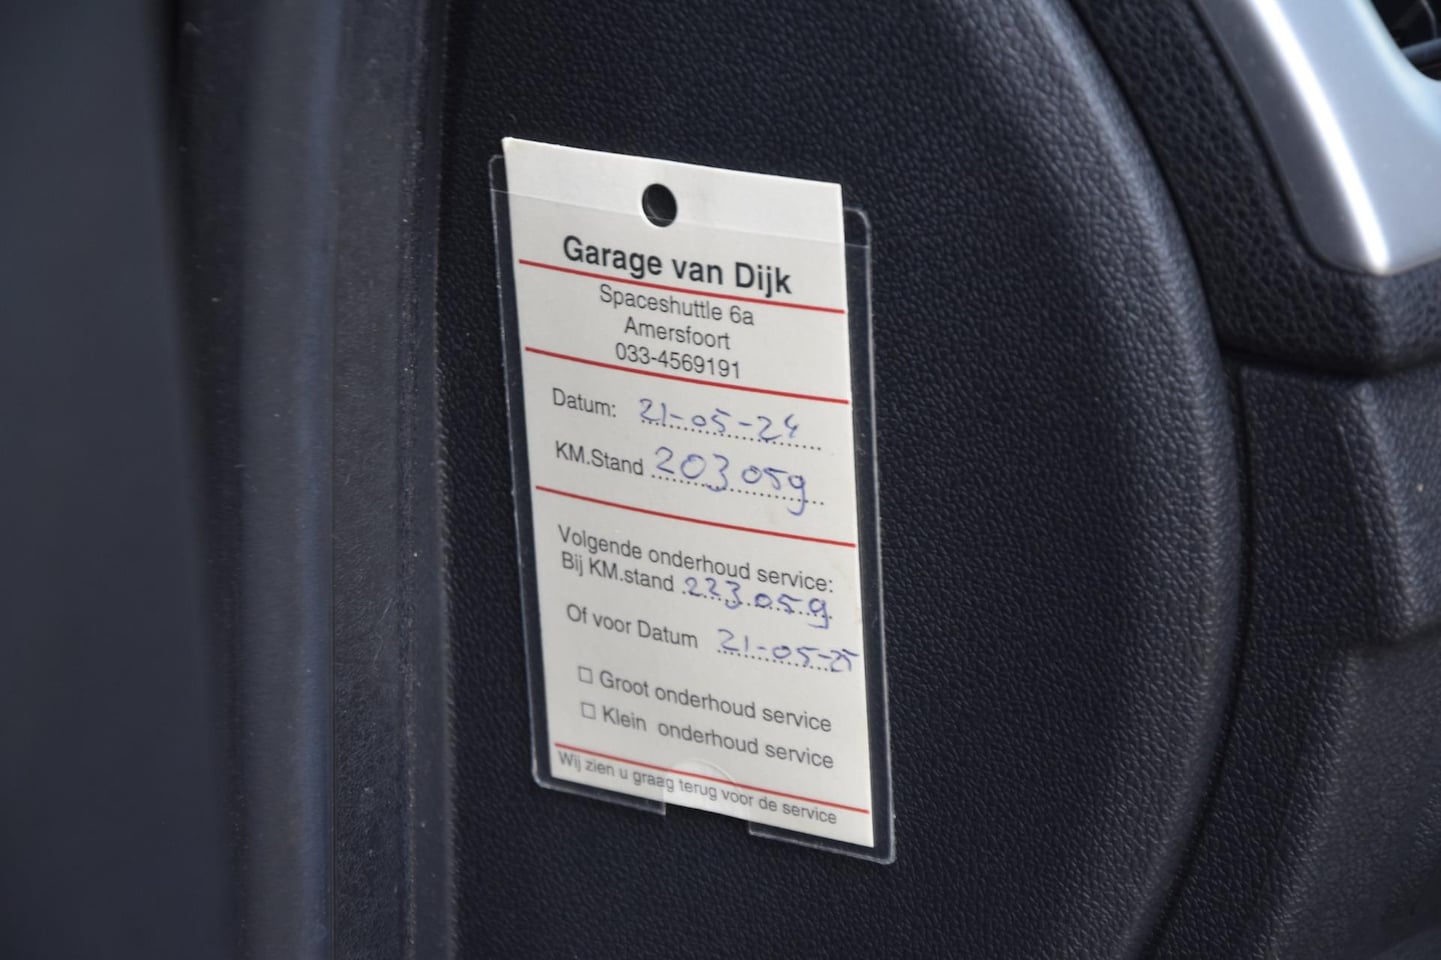 Garage van Dijk
Spaceshuttle 6a
Amersfoort
033-4569191
Datum: 21-05-24
KM.Stand 203059
Volgende onderhoud service:
Bij KM.stand 223.059
Of voor Datum 21-05-25
Groot onderhoud service
Klein onderhoud service
Wij zien u graag terug voor de service